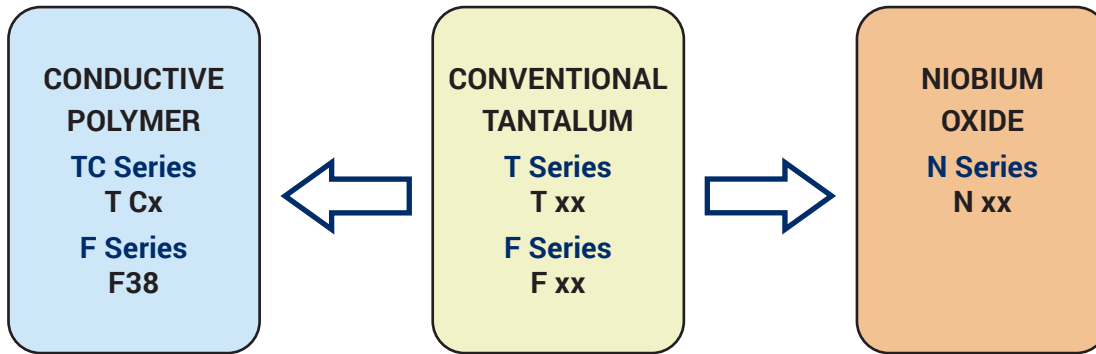 CONDUCTIVE
POLYMER
TC Series
T Cx
F Series
F38
CONVENTIONAL
TANTALUM
T Series
T xx
F Series
F xx
NIOBIUM
OXIDE
N Series
N xx